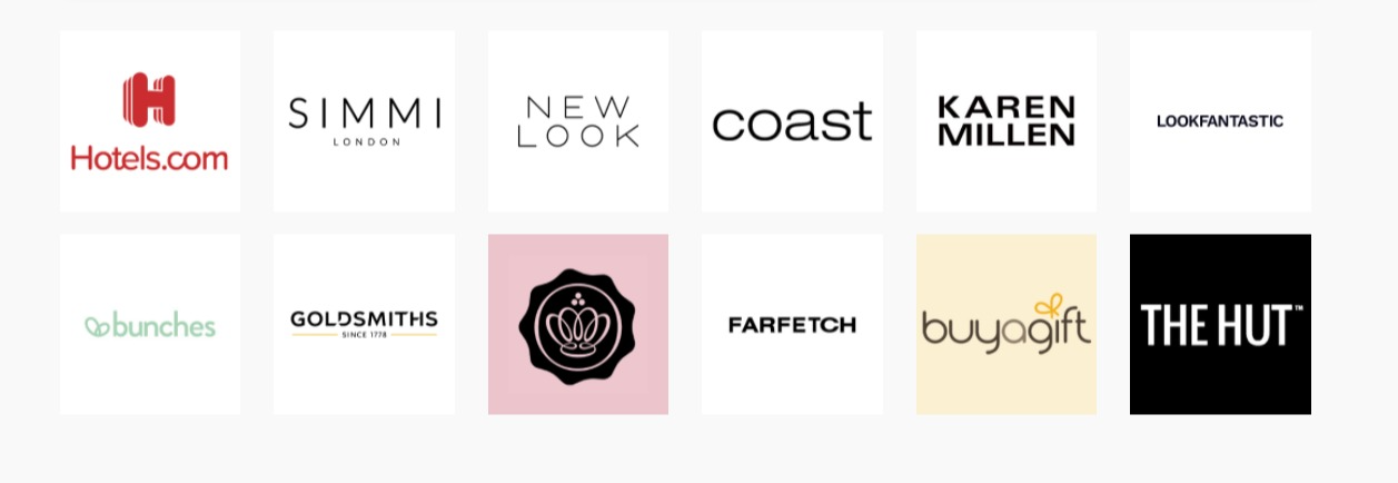 Hotels.com
SIMMI
LONDON
NEW
LOOK
coast
KAREN
MILLEN
LOOKFANTASTIC
bunches
GOLDSMITHS
SINCE 1778
FARFETCH
buyagift
THE HUT™